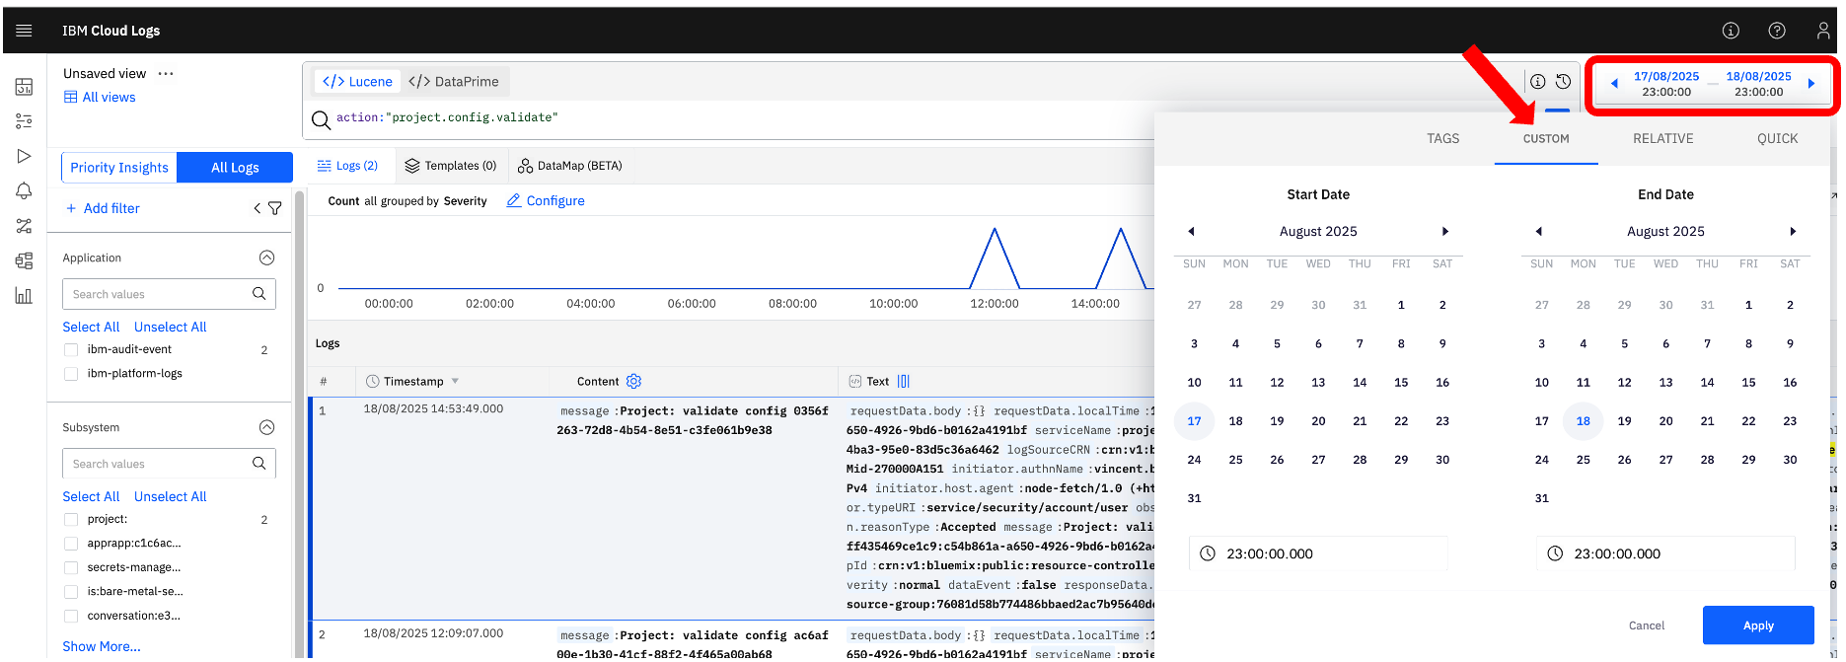 IBM Cloud Logs
Unsaved view ...
All views
</> Lucene </> DataPrime
action:"project.config.validate"
17/08/2025 — 18/08/2025
23:00:00 23:00:00
Priority Insights All Logs
Logs (2) Templates (0) DataMap (BETA)
+ Add filter
Count all grouped by Severity Configure
0
00:00:00 02:00:00 04:00:00 06:00:00 08:00:00 10:00:00 12:00:00 14:00:00
Application
Search values
Select All Unselect All
ibm-audit-event 2
ibm-platform-logs
Subsystem
Search values
Select All Unselect All
project: 2
apprapp:c1c6ac...
secrets-manage...
is:bare-metal-se...
conversation:e3...
Show More...
Logs
# Timestamp Content Text
1 18/08/2025 14:53:49.000
message :Project: validate config 0356f
263-72d8-4b54-8e51-c3fe061b9e38
requestData.body :{} requestData.localTime :1
650-4926-9bd6-b0162a4191bf serviceName :proj
4ba3-95e0-83d5c36a6462 logSourceCRN :crn:v1:b
Mid-270000A151 initiator.authnName :vincent.b
Pv4 initiator.host.agent :node-fetch/1.0 (+ht
or.typeURI :service/security/account/user obs
n.reasonType :Accepted message :Project: vali
ff435469ce1c9:c54b861a-a650-4926-9bd6-b0162a4
pId :crn:v1:bluemix:public:resource-controlle
verity :normal dataEvent :false responseData.
source-group:76081d58b774486bbaed2ac7b95640d
2 18/08/2025 12:09:07.000
message :Project: validate config ac6af
00e-1b30-41cf-88f2-4f465a00ab68
requestData.body :{} requestData.localTime :1
650-4926-9bd6-b0162a4191bf serviceName :proj
TAGS CUSTOM RELATIVE QUICK
Start Date
August 2025
SUN MON TUE WED THU FRI SAT
27 28 29 30 31 1 2
3 4 5 6 7 8 9
10 11 12 13 14 15 16
17 18 19 20 21 22 23
24 25 26 27 28 29 30
31
23:00:00.000
End Date
August 2025
SUN MON TUE WED THU FRI SAT
27 28 29 30 31 1 2
3 4 5 6 7 8 9
10 11 12 13 14 15 16
17 18 19 20 21 22 23
24 25 26 27 28 29 30
31
23:00:00.000
Cancel Apply